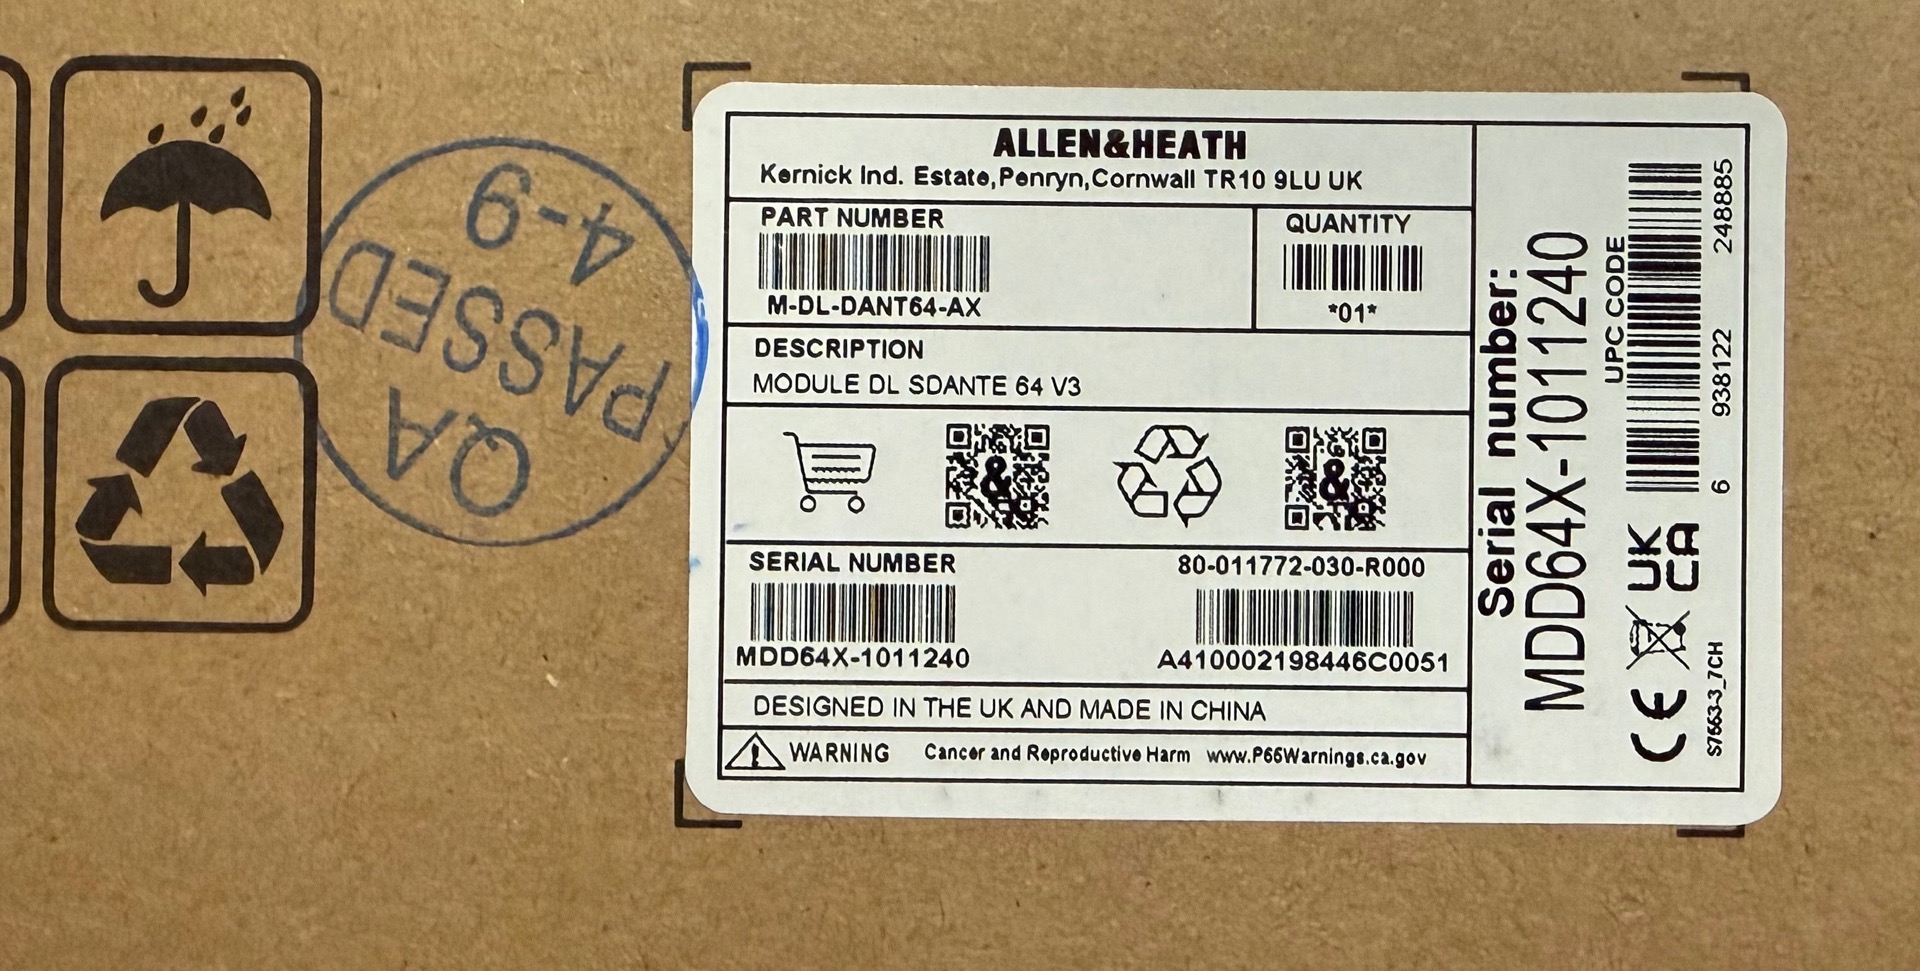 QA
PASSED
4-9
ALLEN&HEATH
Kernick Ind. Estate,Penryn,Cornwall TR10 9LU UK
PART NUMBER
M-DL-DANT64-AX
QUANTITY
*01*
DESCRIPTION
MODULE DL SDANTE 64 V3
&
&
SERIAL NUMBER
MDD64X-1011240
80-011772-030-R000
A410002198446C0051
DESIGNED IN THE UK AND MADE IN CHINA
WARNING Cancer and Reproductive Harm www.P65Warnings.ca.gov
Serial number:
MDD64X-1011240
UPC CODE
6 938122 248885
CE UK CA
S7663-3_7CH